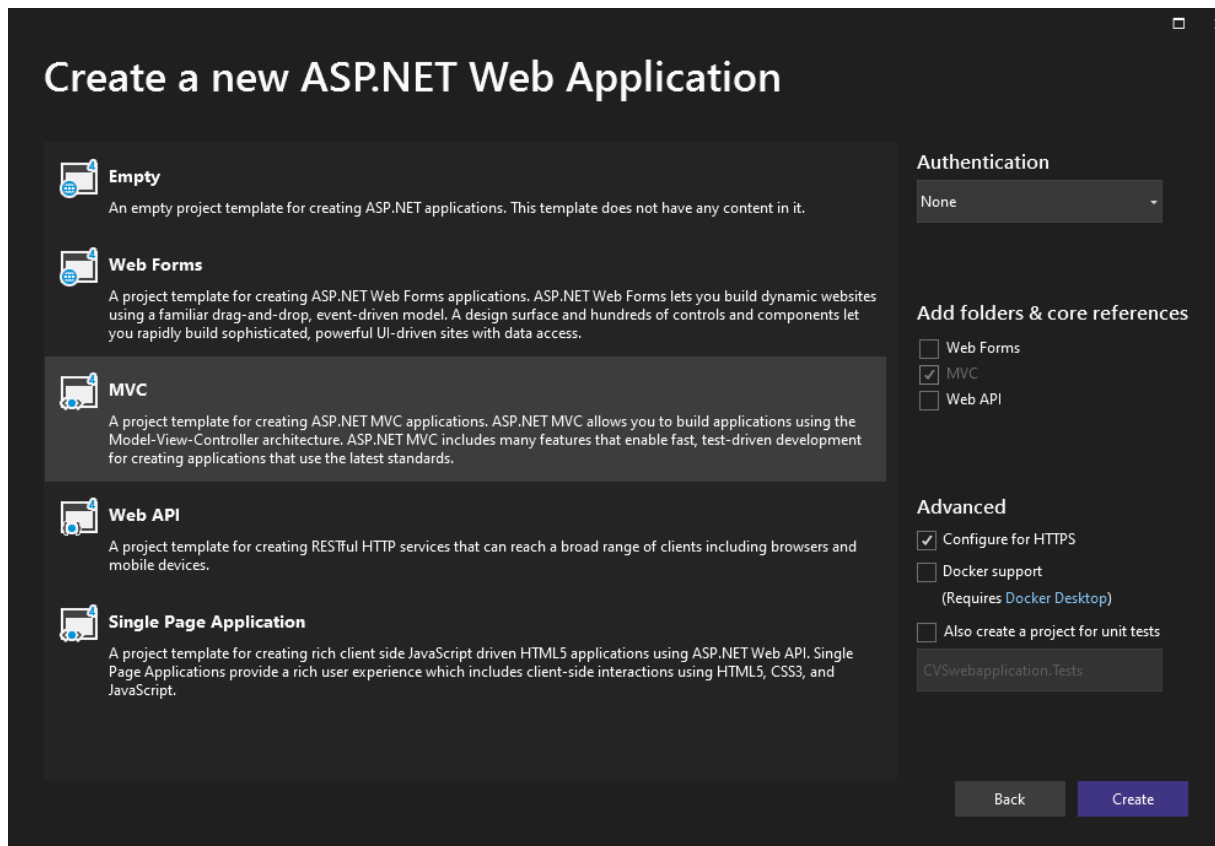 Create a new ASP.NET Web Application
Empty
An empty project template for creating ASP.NET applications. This template does not have any content in it.
Web Forms
A project template for creating ASP.NET Web Forms applications. ASP.NET Web Forms lets you build dynamic websites
using a familiar drag-and-drop, event-driven model. A design surface and hundreds of controls and components let
you rapidly build sophisticated, powerful UI-driven sites with data access.
MVC
A project template for creating ASP.NET MVC applications. ASP.NET MVC allows you to build applications using the
Model-View-Controller architecture. ASP.NET MVC includes many features that enable fast, test-driven development
for creating applications that use the latest standards.
Web API
A project template for creating RESTful HTTP services that can reach a broad range of clients including browsers and
mobile devices.
Single Page Application
A project template for creating rich client side JavaScript driven HTML5 applications using ASP.NET Web API. Single
Page Applications provide a rich user experience which includes client-side interactions using HTML5, CSS3, and
JavaScript.
Authentication
None
Add folders & core references
Web Forms
MVC
Web API
Advanced
Configure for HTTPS
Docker support
(Requires Docker Desktop)
Also create a project for unit tests
CVSwebapplication.Tests
Back
Create